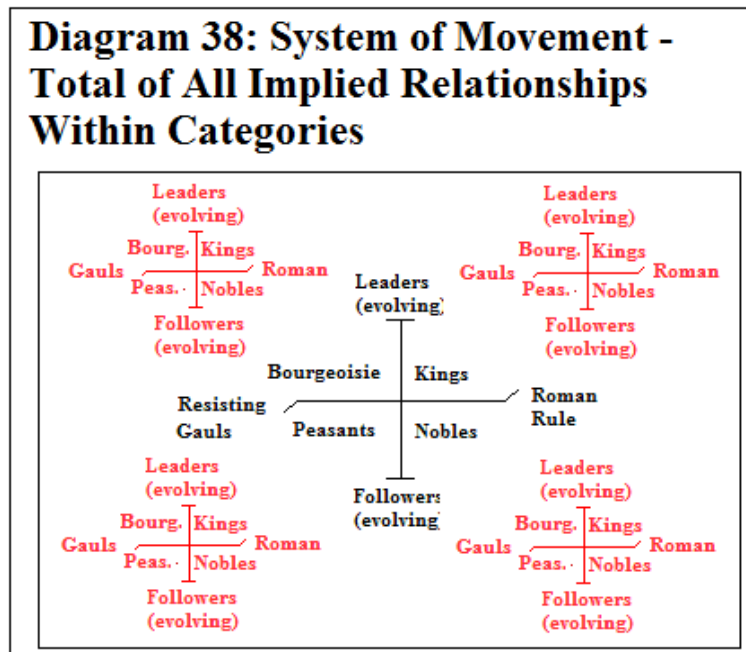 Diagram 38: System of Movement -
Total of All Implied Relationships
Within Categories
Leaders
(evolving)
Bourg. Kings
Gauls Roman
Peas. Nobles
Followers
(evolving)
Leaders
(evolving)
Bourg. Kings
Gauls Roman
Peas. Nobles
Followers
(evolving)
Leaders
(evolving)
Bourgeoisie Kings
Resisting
Gauls
Roman
Rule
Peasants Nobles
Followers
(evolving)
Leaders
(evolving)
Bourg. Kings
Gauls Roman
Peas. Nobles
Followers
(evolving)
Leaders
(evolving)
Bourg. Kings
Gauls Roman
Peas. Nobles
Followers
(evolving)